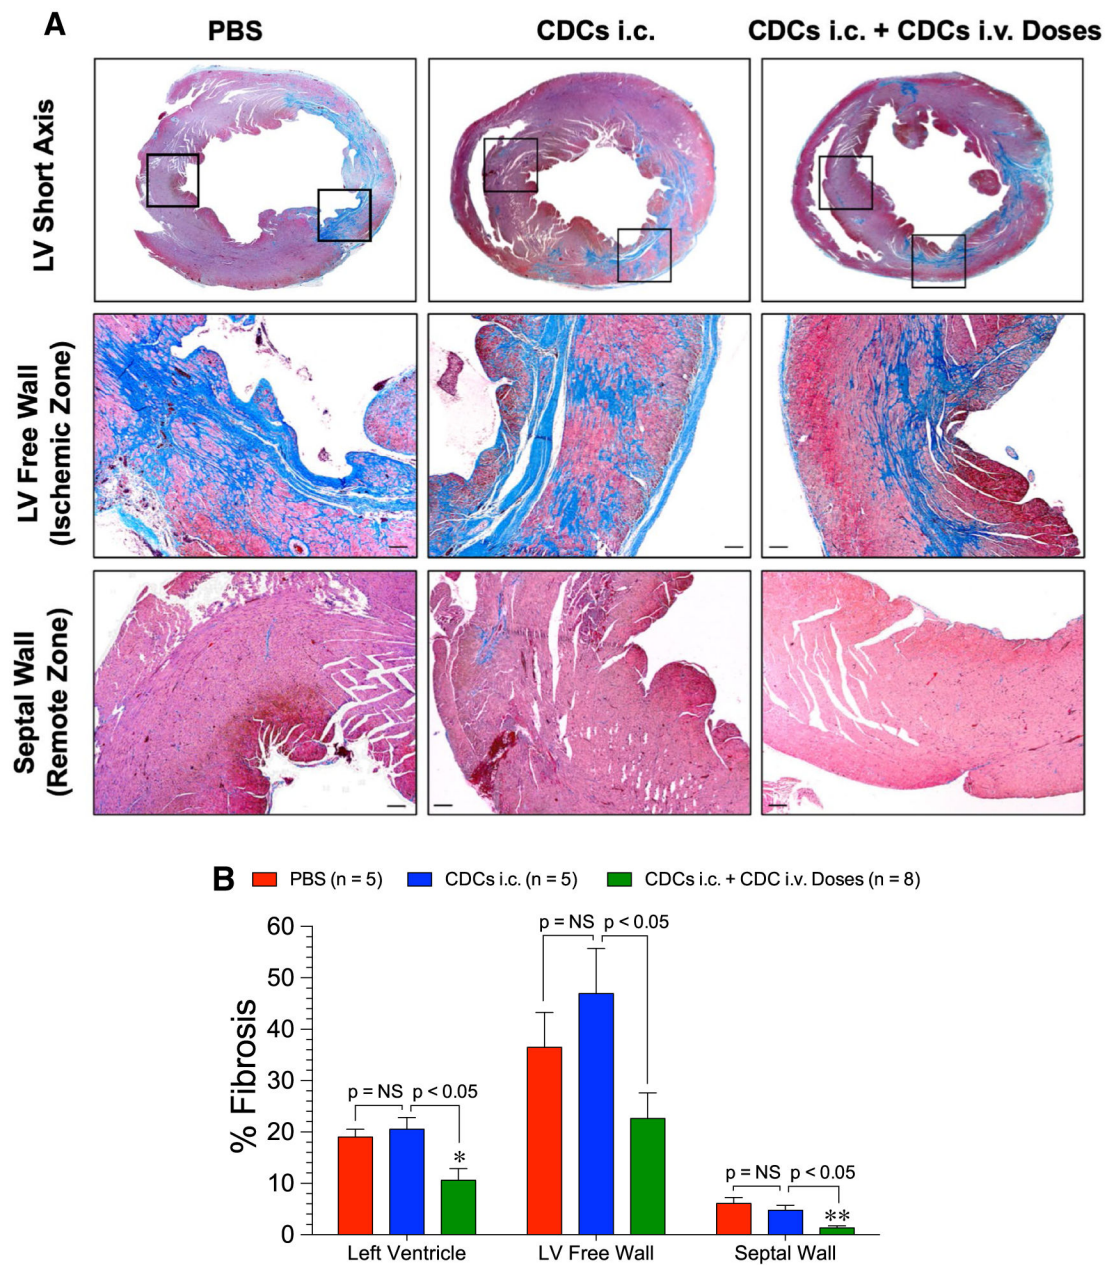 A
PBS
CDCs i.c.
CDCs i.c. + CDCs i.v. Doses
LV Short Axis
LV Free Wall
(Ischemic Zone)
Septal Wall
(Remote Zone)
B
PBS (n = 5)
CDCs i.c. (n = 5)
CDCs i.c. + CDC i.v. Doses (n = 8)
% Fibrosis
60
50
40
30
20
10
0
p = NS
p < 0.05
*
p = NS
p < 0.05
p = NS
p < 0.05
**
Left Ventricle
LV Free Wall
Septal Wall